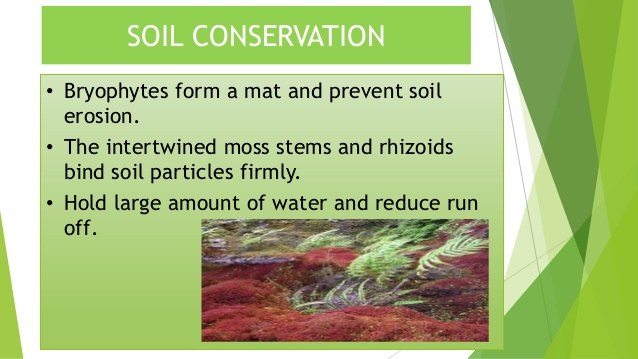 SOIL CONSERVATION
• Bryophytes form a mat and prevent soil
erosion.
• The intertwined moss stems and rhizoids
bind soil particles firmly.
• Hold large amount of water and reduce run
off.